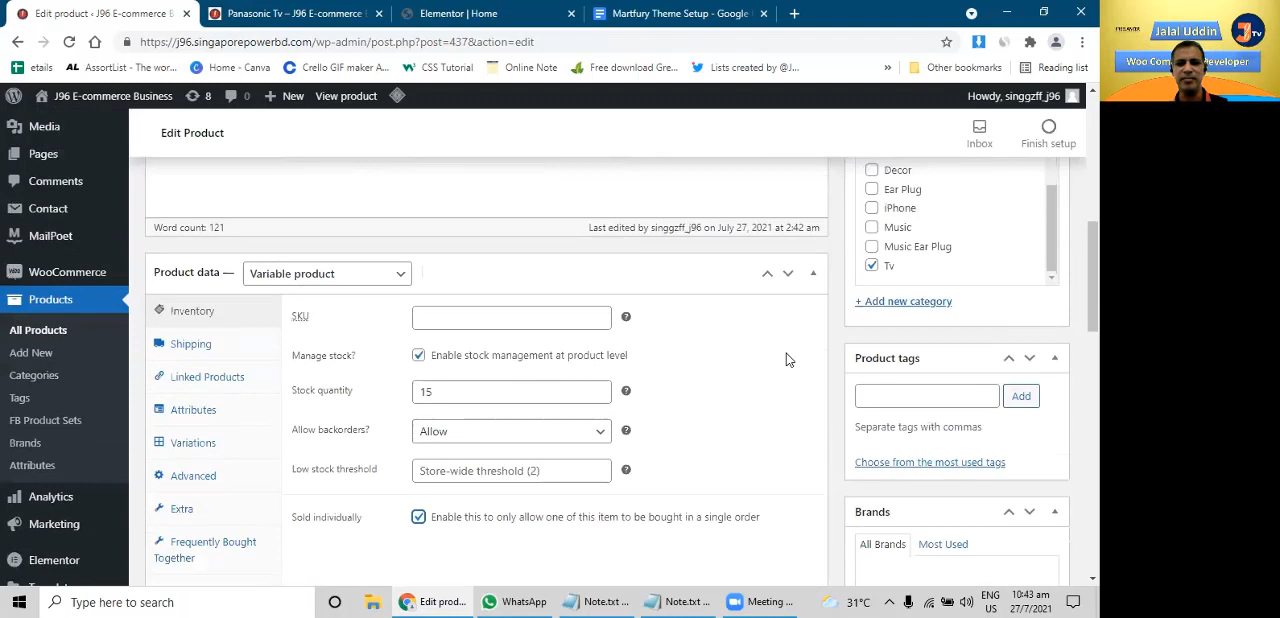 Edit product ‹ J96 E-commerce B
Panasonic Tv – J96 E-commerce
Elementor | Home
Martfury Theme Setup - Google
https://j96.singaporepowerbd.com/wp-admin/post.php?post=437&action=edit
etails
AssortList - The wor...
Home - Canva
Crello GIF maker A...
CSS Tutorial
Online Note
Free download Gre...
Lists created by @J...
»
Other bookmarks
Reading list
J96 E-commerce Business
8
0
New
View product
Howdy, singgzff_j96
Jalal Uddin
TV
Woo Com
Developer
Media
Pages
Comments
Contact
MailPoet
WooCommerce
Products
All Products
Add New
Categories
Tags
FB Product Sets
Brands
Attributes
Analytics
Marketing
Elementor
Edit Product
Inbox
Finish setup
Word count: 121
Last edited by singgzff_j96 on July 27, 2021 at 2:42 am
Product data —
Variable product
Inventory
Shipping
Linked Products
Attributes
Variations
Advanced
Extra
Frequently Bought
Together
SKU
Manage stock?
Enable stock management at product level
Stock quantity
15
Allow backorders?
Allow
Low stock threshold
Store-wide threshold (2)
Sold individually
Enable this to only allow one of this item to be bought in a single order
Decor
Ear Plug
iPhone
Music
Music Ear Plug
Tv
+ Add new category
Product tags
Add
Separate tags with commas
Choose from the most used tags
Brands
All Brands
Most Used
Type here to search
Edit prod...
WhatsApp
Note.txt ...
Note.txt ...
Meeting ...
31°C
ENG
US
10:43 am
27/7/2021